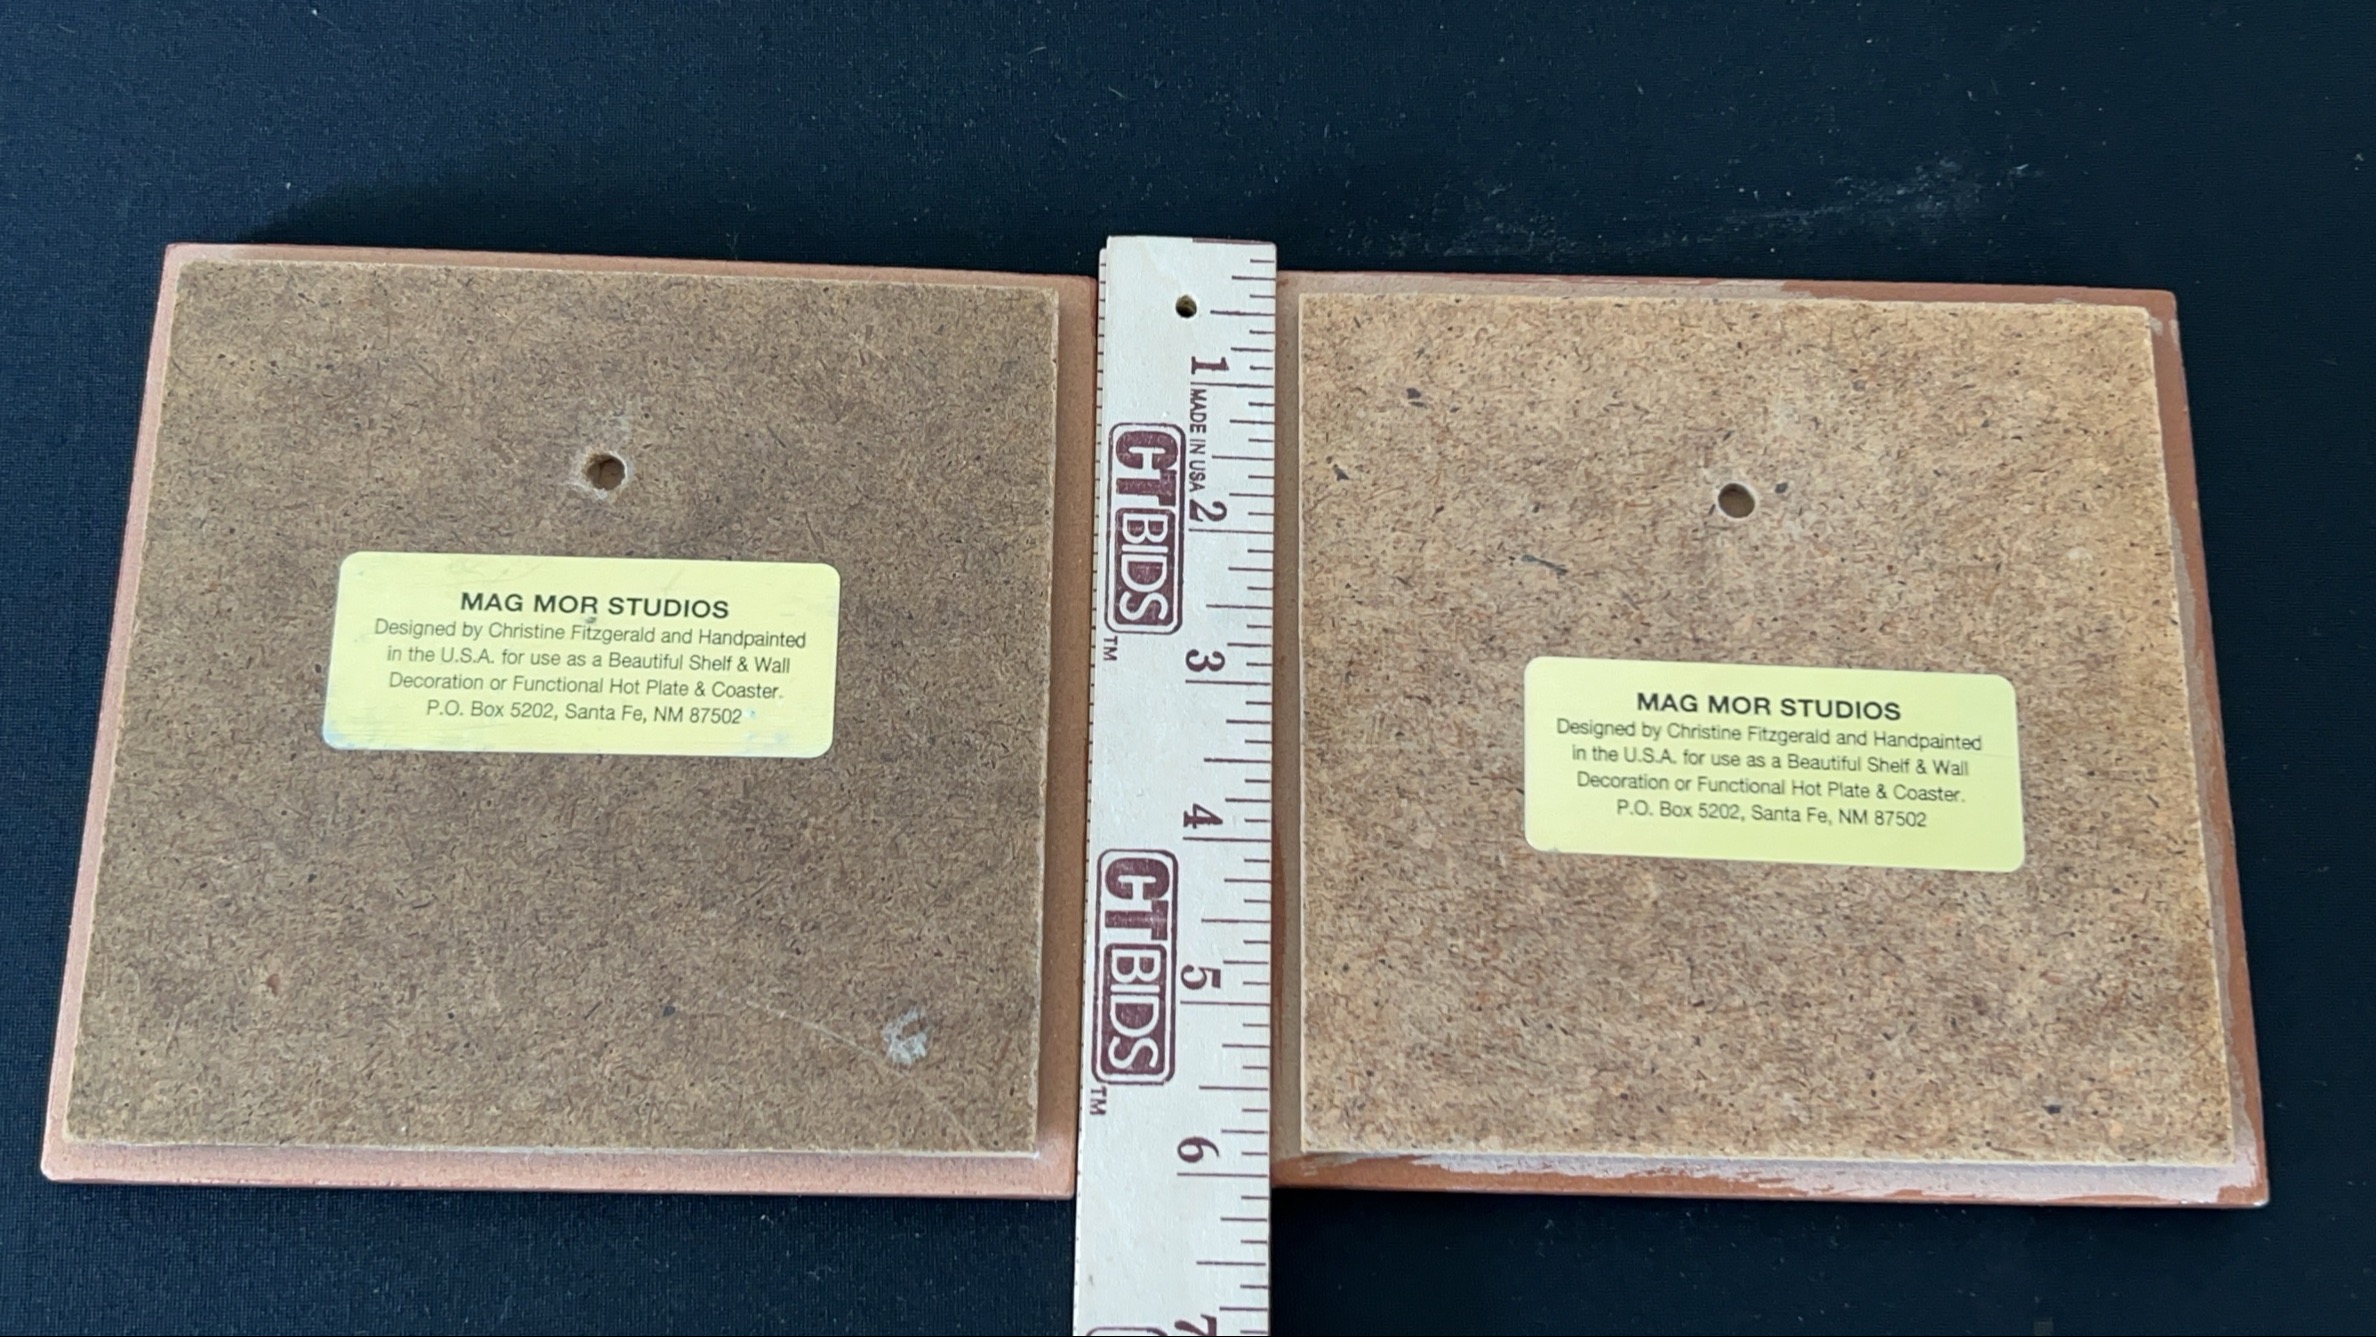 MAG MOR STUDIOS
Designed by Christine Fitzgerald and Handpainted
in the U.S.A. for use as a Beautiful Shelf & Wall
Decoration or Functional Hot Plate & Coaster.
P.O. Box 5202, Santa Fe, NM 87502
1
MADE IN USA
2
CTBIDS
TM
3
4
CTBIDS
TM
5
6
7
MAG MOR STUDIOS
Designed by Christine Fitzgerald and Handpainted
in the U.S.A. for use as a Beautiful Shelf & Wall
Decoration or Functional Hot Plate & Coaster.
P.O. Box 5202, Santa Fe, NM 87502